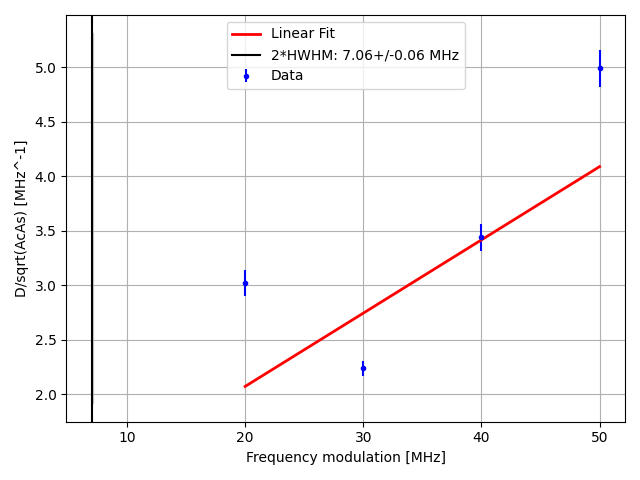 Linear Fit
2*HWHM: 7.06+/-0.06 MHz
Data
D/sqrt(AcAs) [MHz^-1]
5.0
4.5
4.0
3.5
3.0
2.5
2.0
10 20 30 40 50
Frequency modulation [MHz]